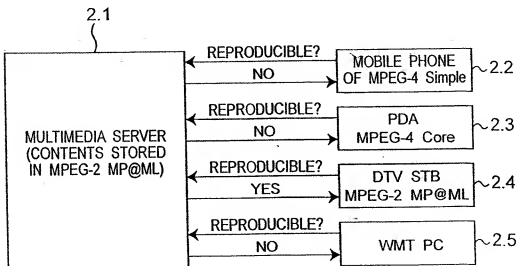 2.1
REPRODUCIBLE?
NO
MOBILE PHONE
OF MPEG-4 Simple
2.2
REPRODUCIBLE?
NO
PDA
MPEG-4 Core
2.3
MULTIMEDIA SERVER
(CONTENTS STORED
IN MPEG-2 MP@ML)
REPRODUCIBLE?
YES
DTV STB
MPEG-2 MP@ML
2.4
REPRODUCIBLE?
NO
WMT PC
2.5